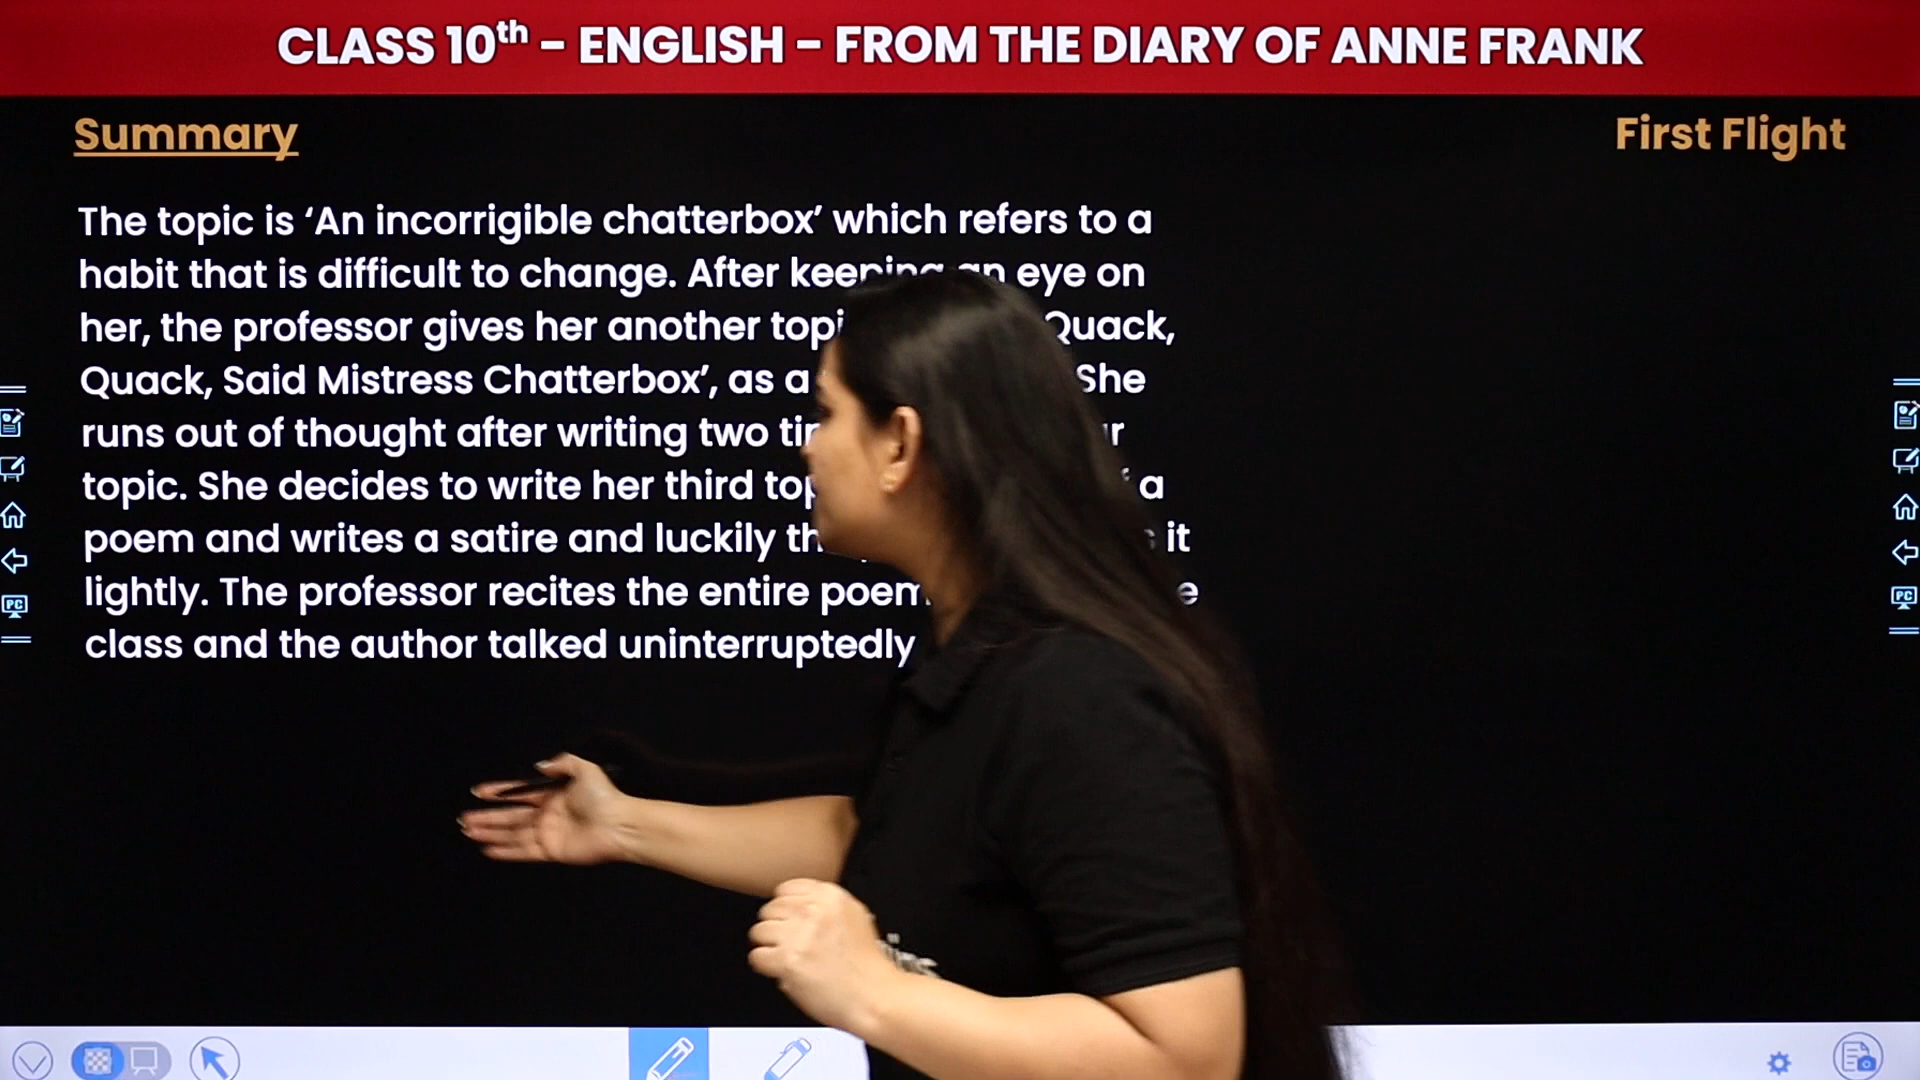 CLASS 10th - ENGLISH - FROM THE DIARY OF ANNE FRANK
Summary
First Flight
The topic is ‘An incorrigible chatterbox’ which refers to a
habit that is difficult to change. After keeping an eye on
her, the professor gives her another Quack,
Quack, Said Mistress Chatterbox’, as a She
runs out of thought after writing two
topic. She decides to write her third a
poem and writes a satire and luckily it
lightly. The professor recites the entire
class and the author talked uninterruptedly
PC
PC